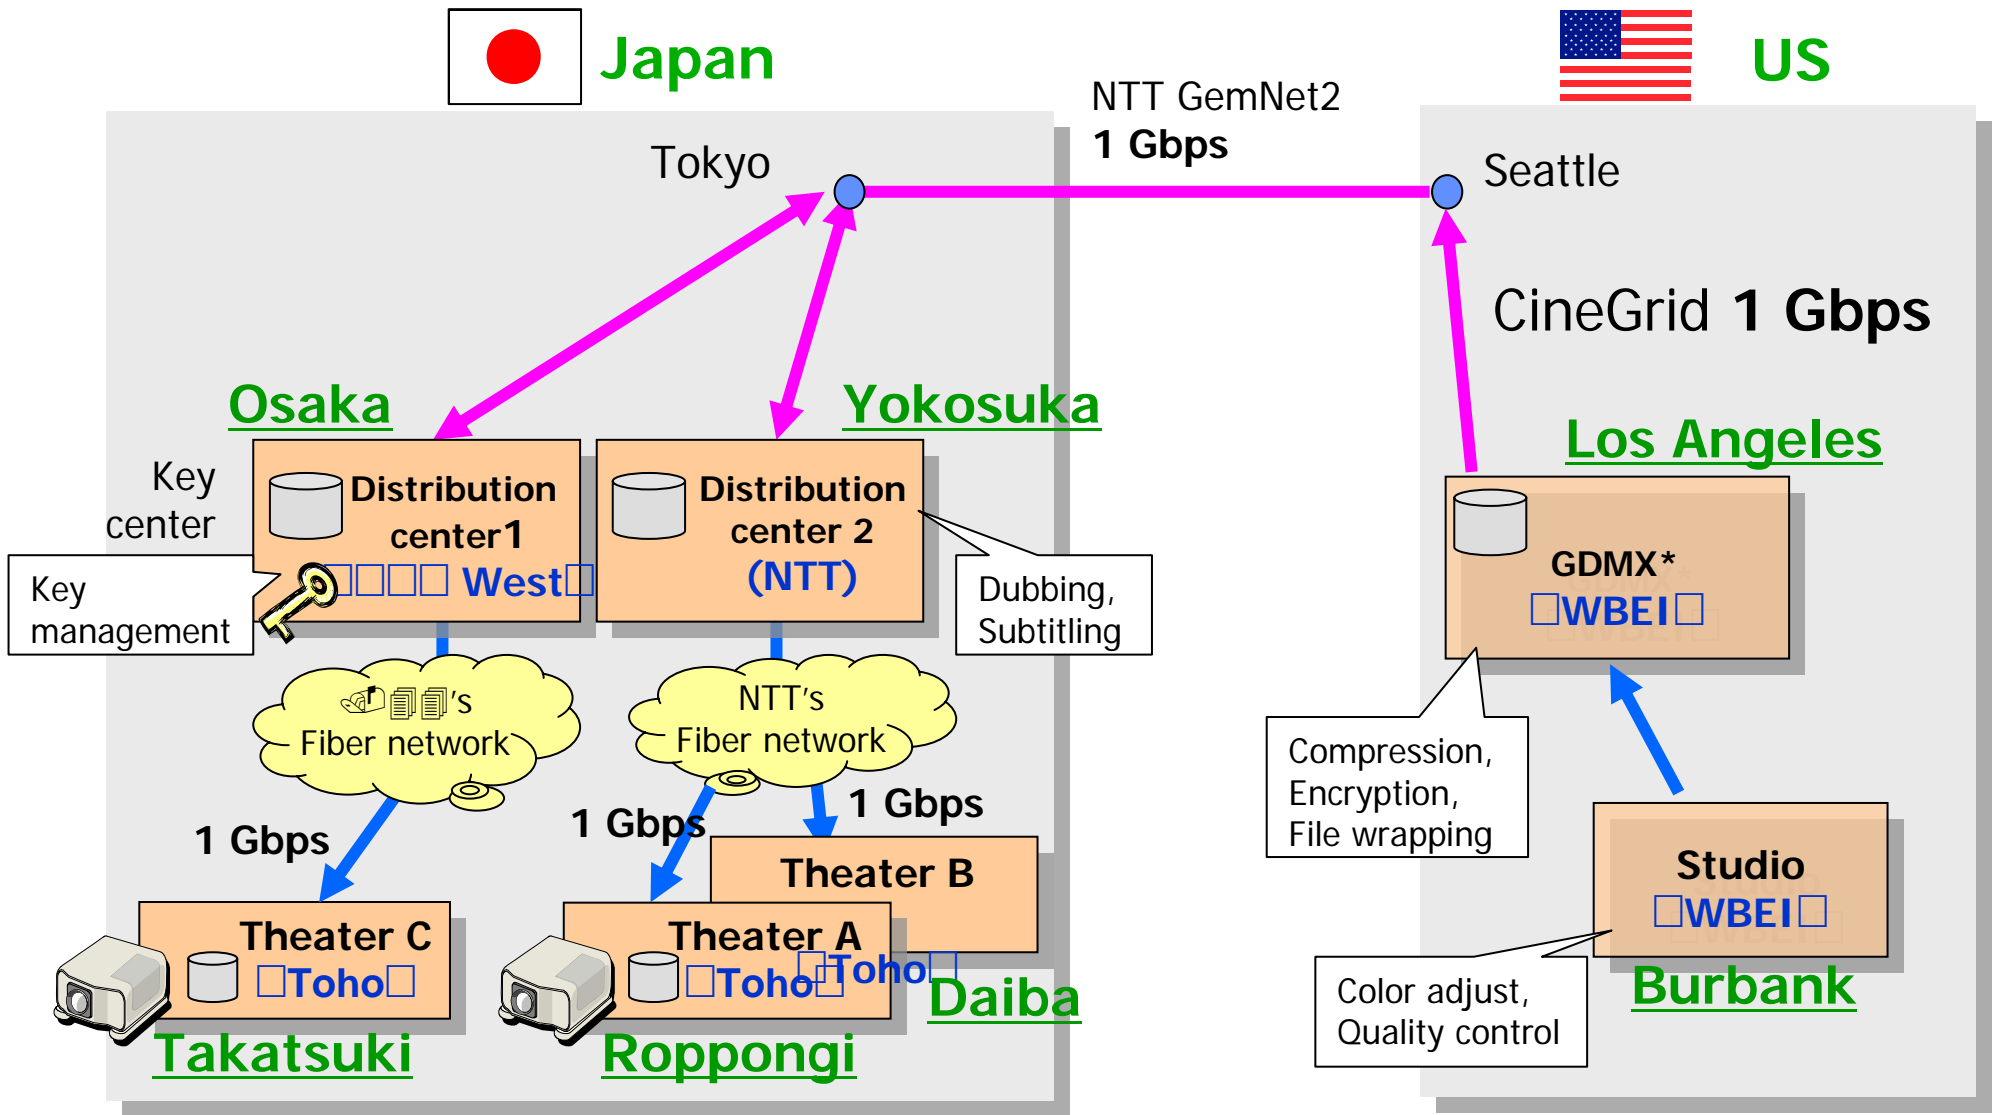 Japan
US
NTT GemNet2
1 Gbps
Tokyo
Seattle
CineGrid 1 Gbps
Osaka
Yokosuka
Los Angeles
Key
center
Distribution
center1
West
Distribution
center 2
(NTT)
Key
management
Dubbing,
Subtitling
GDMX*
WBEI
's
Fiber network
NTT's
Fiber network
Compression,
Encryption,
File wrapping
1 Gbps
1 Gbps
1 Gbps
Theater B
Toho
Daiba
Studio
WBEI
Burbank
Theater C
Toho
Takatsuki
Theater A
Toho
Roppongi
Color adjust,
Quality control